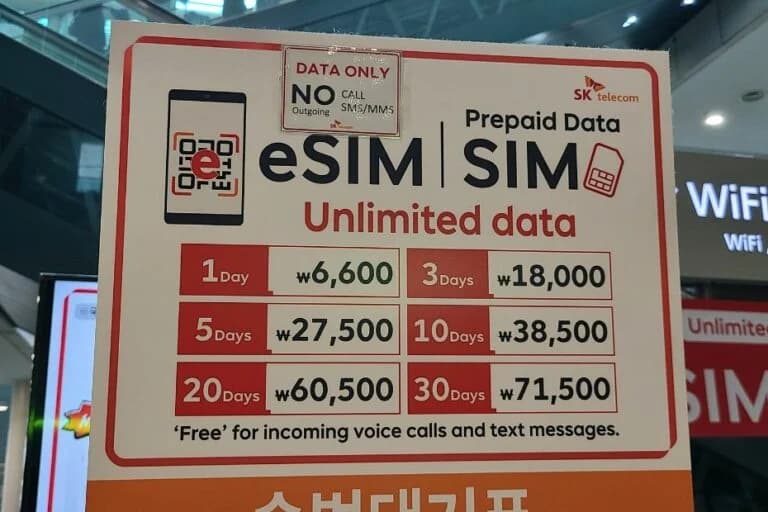 DATA ONLY
NO CALL SMS/MMS
Outgoing
SK telecom
e
eSIM
Prepaid Data
SIM
Unlimited data
1Day ₩6,600
3Days ₩18,000
5Days ₩27,500
10Days ₩38,500
20Days ₩60,500
30Days ₩71,500
'Free' for incoming voice calls and text messages.
WiFi
WiFi
Unlimited
SIM